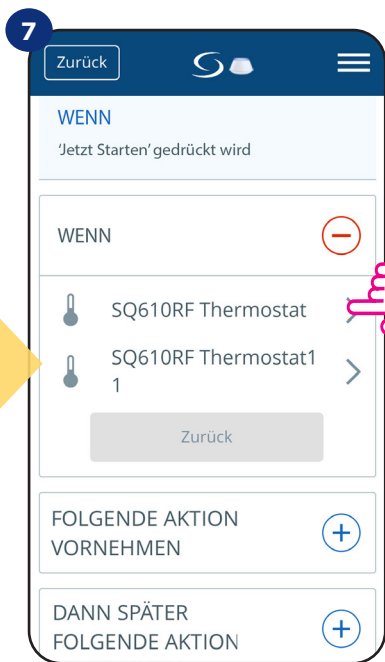 7
Zurück
WENN
'Jetzt Starten' gedrückt wird
WENN
SQ610RF Thermostat
SQ610RF Thermostat1
1
Zurück
FOLGENDE AKTION
VORNEHMEN
DANN SPÄTER
FOLGENDE AKTION